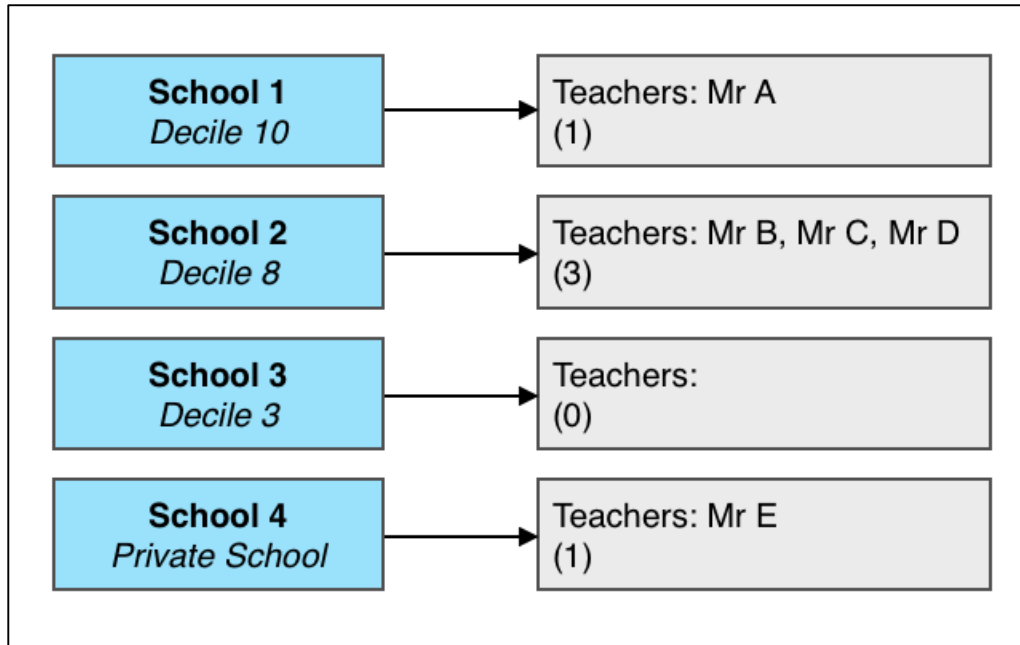 School 1
Decile 10
Teachers: Mr A
(1)
School 2
Decile 8
Teachers: Mr B, Mr C, Mr D
(3)
School 3
Decile 3
Teachers:
(0)
School 4
Private School
Teachers: Mr E
(1)